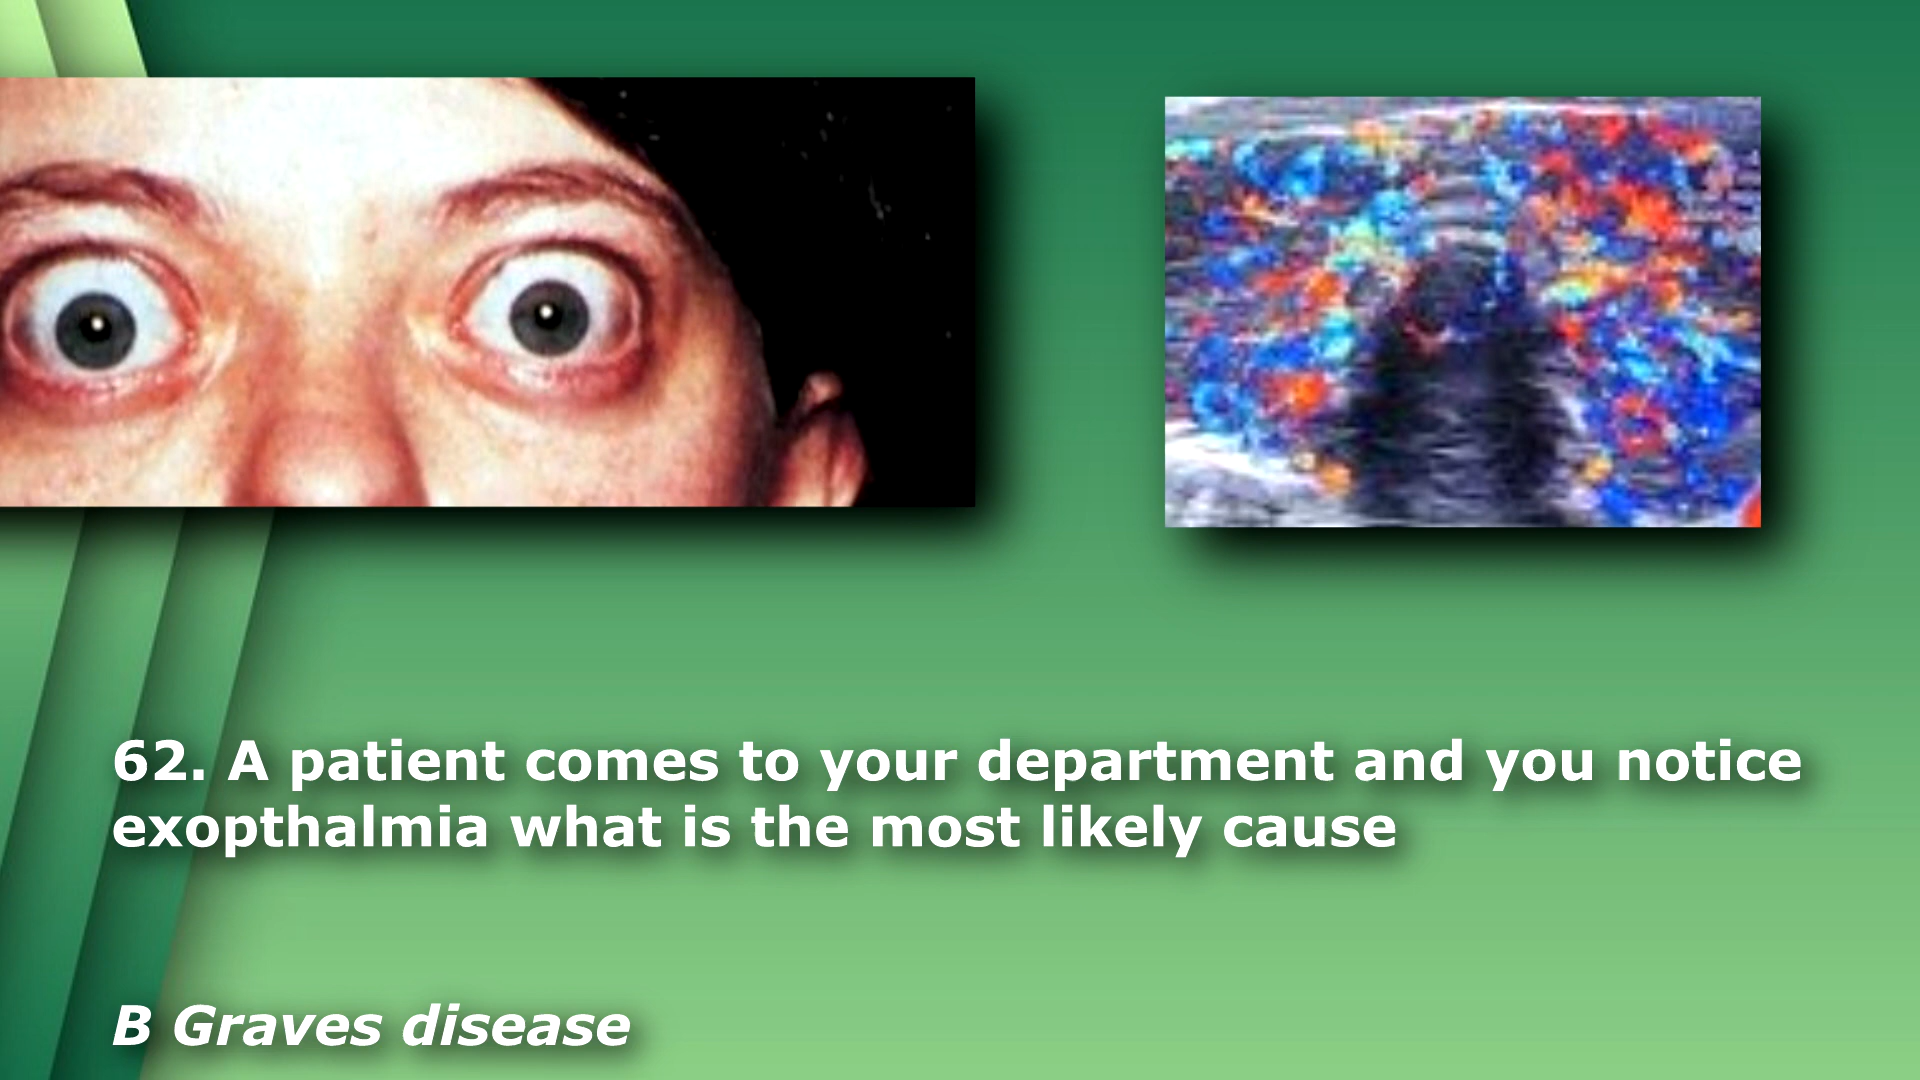 62. A patient comes to your department and you notice
exopthalmia what is the most likely cause
B Graves disease